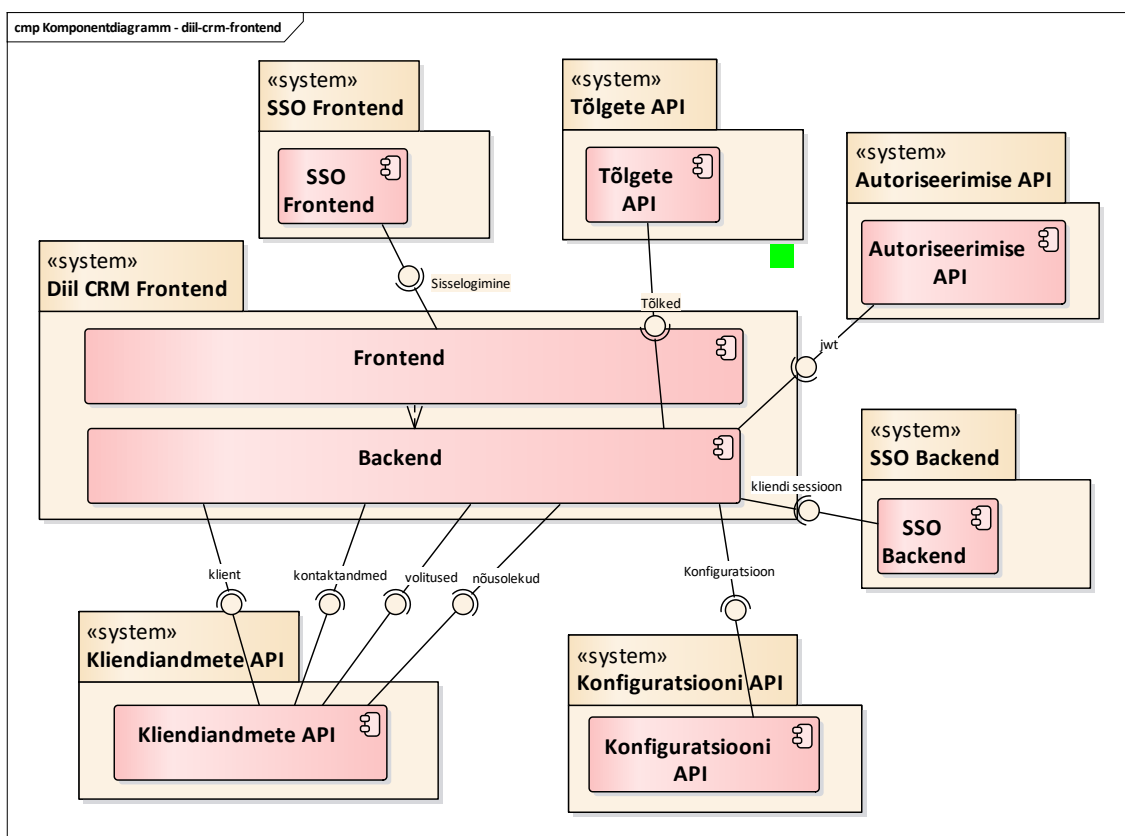 cmp Komponentdiagramm - diil-crm-frontend
«system»
SSO Frontend
SSO
Frontend
«system»
Tõlgete API
Tõlgete
API
«system»
Autoriseerimise API
Autoriseerimise
API
«system»
Diil CRM Frontend
Sisselogimine
Tõlked
jwt
Frontend
Backend
«system»
SSO Backend
SSO
Backend
kliendi sessioon
klient
kontaktandmed
volitused
nõusolekud
Konfiguratsioon
«system»
Kliendiandmete API
Kliendiandmete API
«system»
Konfiguratsiooni API
Konfiguratsiooni
API